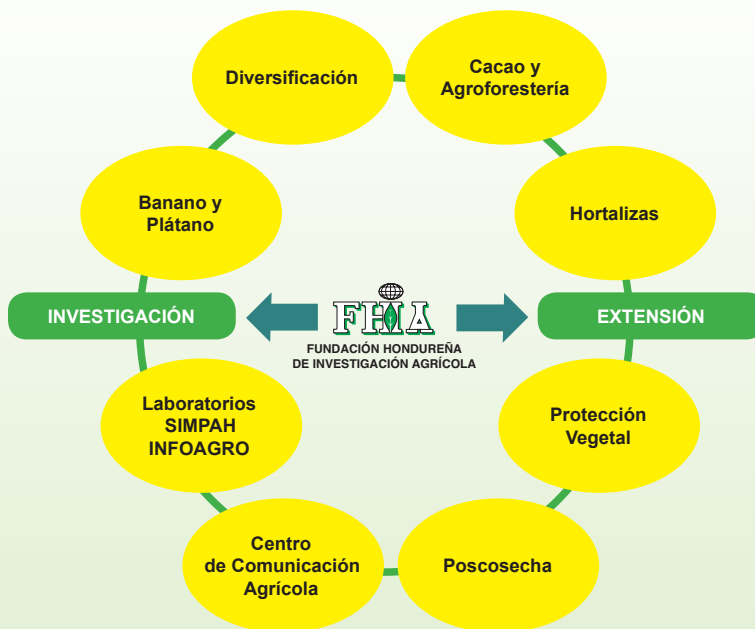 Diversificación
Cacao y
Agroforestería
Banano y
Plátano
Hortalizas
INVESTIGACIÓN
FHIA
FUNDACIÓN HONDUREÑA
DE INVESTIGACIÓN AGRÍCOLA
EXTENSIÓN
Laboratorios
SIMPAH
INFOAGRO
Protección
Vegetal
Centro
de Comunicación
Agrícola
Poscosecha